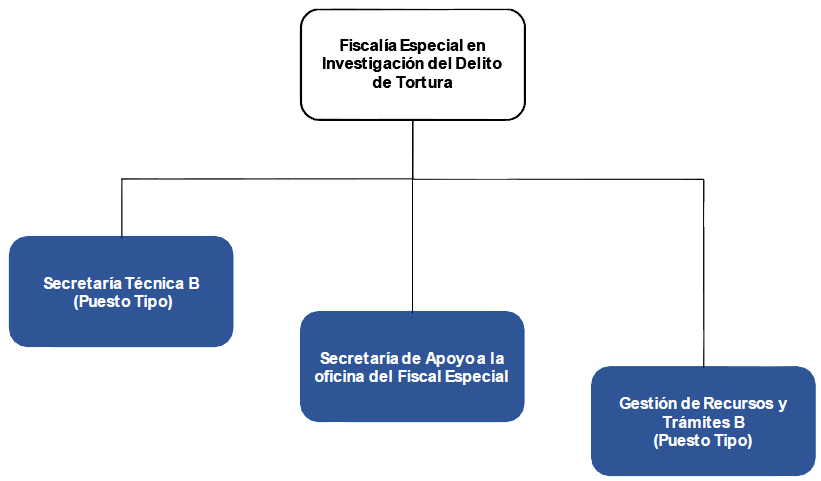 Fiscalía Especial en
Investigación del Delito
de Tortura
Secretaría Técnica B
(Puesto Tipo)
Secretaría de Apoyo a la
oficina del Fiscal Especial
Gestión de Recursos y
Trámites B
(Puesto Tipo)